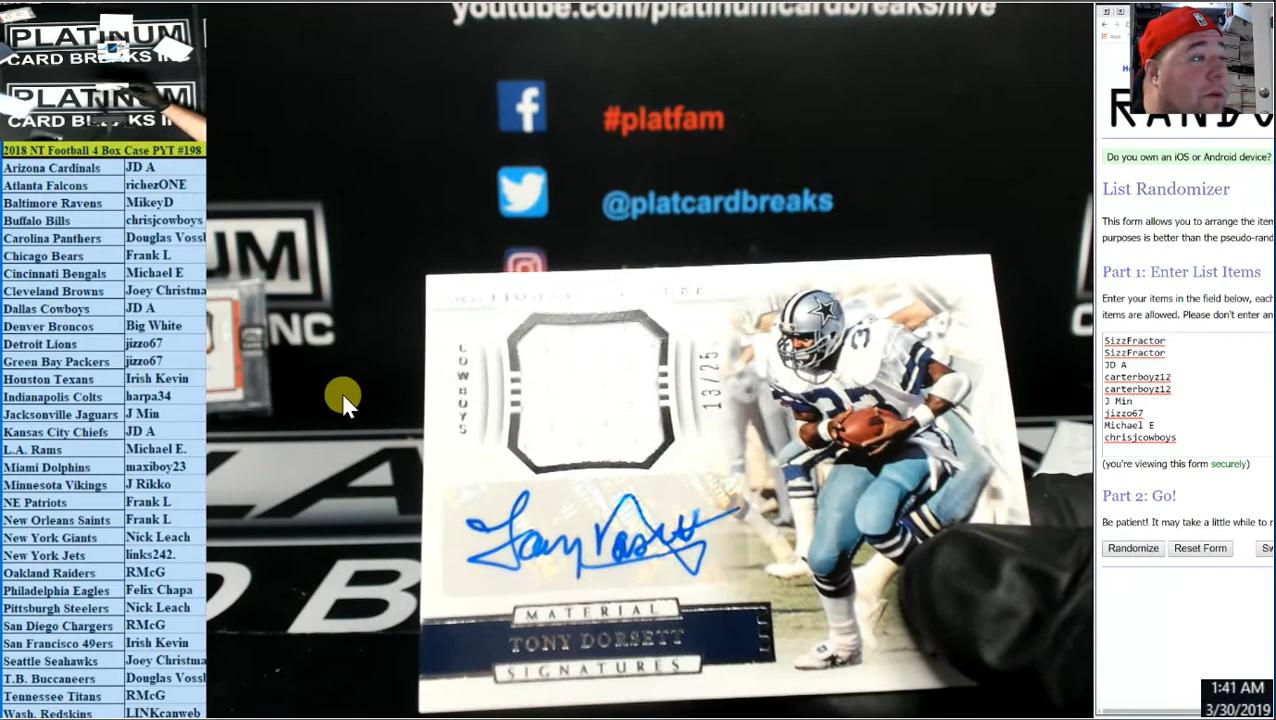 PLATINUM
CARD BREAKS INC
PLATINUM
CARD BREAKS I
2018 NT Football 4 Box Case PYT #198
Arizona Cardinals JD A
Atlanta Falcons richezONE
Baltimore Ravens MikeyD
Buffalo Bills chrisjcowboys
Carolina Panthers Douglas Voss
Chicago Bears Frank L
Cincinnati Bengals Michael E
Cleveland Browns Joey Christma
Dallas Cowboys JD A
Denver Broncos Big White
Detroit Lions jizzo67
Green Bay Packers jizzo67
Houston Texans Irish Kevin
Indianapolis Colts harpa34
Jacksonville Jaguars J Min
Kansas City Chiefs JD A
L.A. Rams Michael E.
Miami Dolphins maxiboy23
Minnesota Vikings J Rikko
NE Patriots Frank L
New Orleans Saints Frank L
New York Giants Nick Leach
New York Jets links242.
Oakland Raiders RMcG
Philadelphia Eagles Felix Chapa
Pittsburgh Steelers Nick Leach
San Diego Chargers RMcG
San Francisco 49ers Irish Kevin
Seattle Seahawks Joey Christma
T.B. Buccaneers Douglas Voss
Tennessee Titans RMcG
Wash. Redskins LINKcanweb
youtube.com/platinumcardbreaks/live
#platfam
@platcardbreaks
COWBOYS
13/25
Tony Dorsett
MATERIAL
TONY DORSETT
SIGNATURES
Do you own an iOS or Android device?
List Randomizer
This form allows you to arrange the item
purposes is better than the pseudo-rand
Part 1: Enter List Items
Enter your items in the field below, each
items are allowed. Please don't enter an
SizzFractor
SizzFractor
JD A
carterboyz12
carterboyz12
J Min
jizzo67
Michael E
chrisjcowboys
(you're viewing this form securely)
Part 2: Go!
Be patient! It may take a little while to
Randomize Reset Form Sw
1:41 AM
3/30/2019